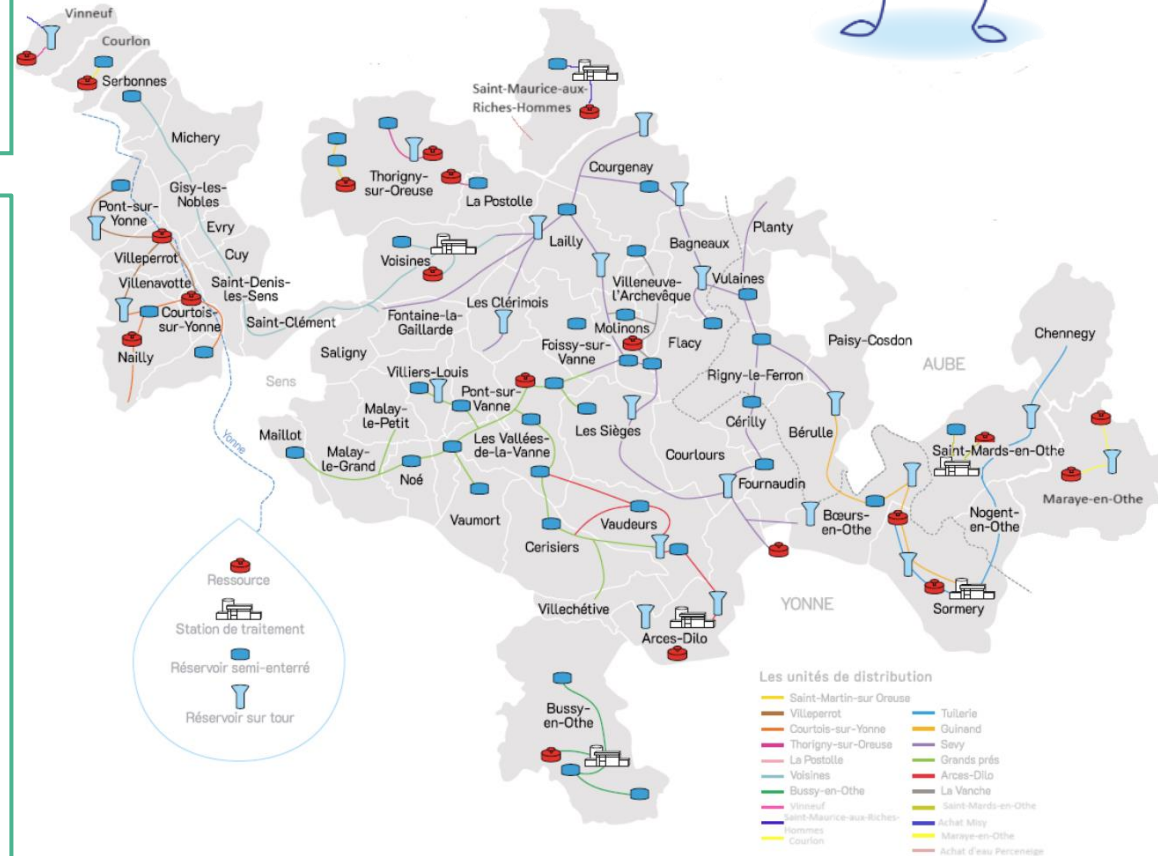 Vinneuf
Courlon
Serbonnes
Michery
Saint-Maurice-aux-
Riches-Hommes
Thorigny-
sur-Oreuse
La Postolle
Courgenay
Gisy-les-
Nobles
Pont-sur-
Yonne
Evry
Cuy
Villeperrot
Villenavotte
Saint-Denis-
les-Sens
Courtois-
sur-Yonne
Saint-Clément
Nailly
Voisines
Lailly
Bagneaux
Planty
Vulaines
Villeneuve-
l'Archevêque
Les Clérimois
Fontaine-la-
Gaillarde
Molinons
Foissy-sur-
Vanne
Flacy
Paisy-Cosdon
Chennegy
AUBE
Saligny
Sens
Villiers-Louis
Pont-sur-
Vanne
Rigny-le-Ferron
Malay-
le-Petit
Les Sièges
Cérilly
Bérulle
Maillot
Malay-
le-Grand
Les Vallées-
de-la-Vanne
Noé
Courlours
Fournaudin
Saint-Mards-en-Othe
Maraye-en-Othe
Yonne
Vaumort
Vaudeurs
Cerisiers
Bœurs-
en-Othe
Nogent-
en-Othe
Villechétive
Arces-Dilo
YONNE
Sormery
Bussy-
en-Othe
Ressource
Station de traitement
Réservoir semi-enterré
Réservoir sur tour
Les unités de distribution
Saint-Martin sur Oreuse
Villeperrot
Courtois-sur-Yonne
Thorigny-sur-Oreuse
La Postolle
Voisines
Bussy-en-Othe
Vinneuf
Saint-Maurice-aux-Riches-
Hommes
Courlon
Tuilerie
Guinand
Sevy
Grands prés
Arces-Dilo
La Vanche
Saint-Mards-en-Othe
Achat Misy
Maraye-en-Othe
Achat d'eau Perceneige